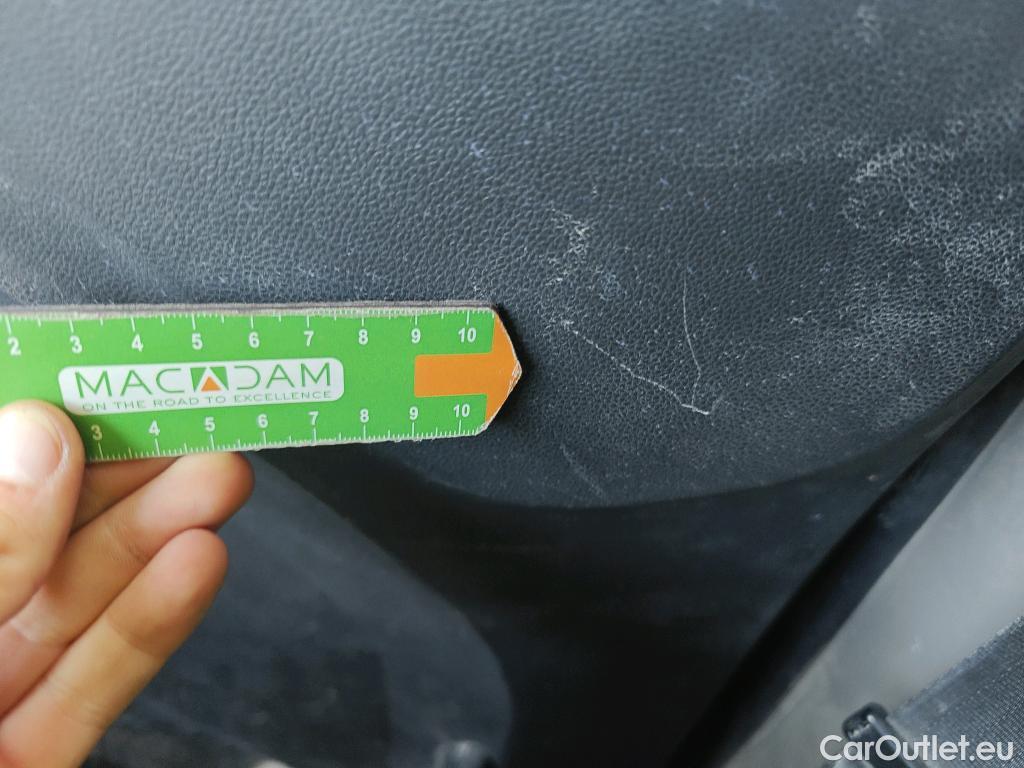 2 3 4 5 6 7 8 9 10
MACADAM
ON THE ROAD TO EXCELLENCE
3 4 5 6 7 8 9 10
CarOutlet.eu